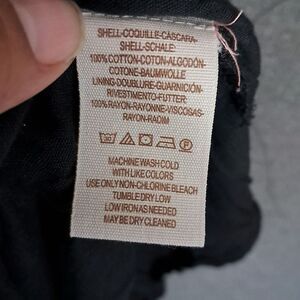 SHELL-COQUILLE-CASCARA-
SHELL-SCHALE:
100%COTTON-COTON-ALGODÓN-
COTONE-BAUMWOLLE
LINING-DOUBLURE-GUARNICIÓN-
RIVESTIMENTO-FUTTER:
100%RAYON-RAYONNE-VISCOSAS-
RAYON-RADIM
P
MACHINE WASH COLD
WITH LIKE COLORS
USE ONLY NON-CHLORINE BLEACH
TUMBLE DRY LOW
LOW IRON AS NEEDED
MAY BE DRY CLEANED